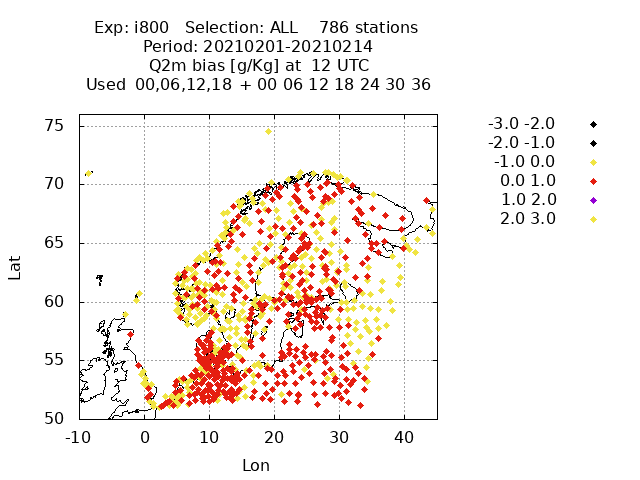 Exp: i800 Selection: ALL 786 stations
Period: 20210201-20210214
Q2m bias [g/Kg] at 12 UTC
Used 00,06,12,18 + 00 06 12 18 24 30 36
-3.0 -2.0
-2.0 -1.0
-1.0 0.0
0.0 1.0
1.0 2.0
2.0 3.0
75
70
65
60
55
50
Lat
-10 0 10 20 30 40
Lon